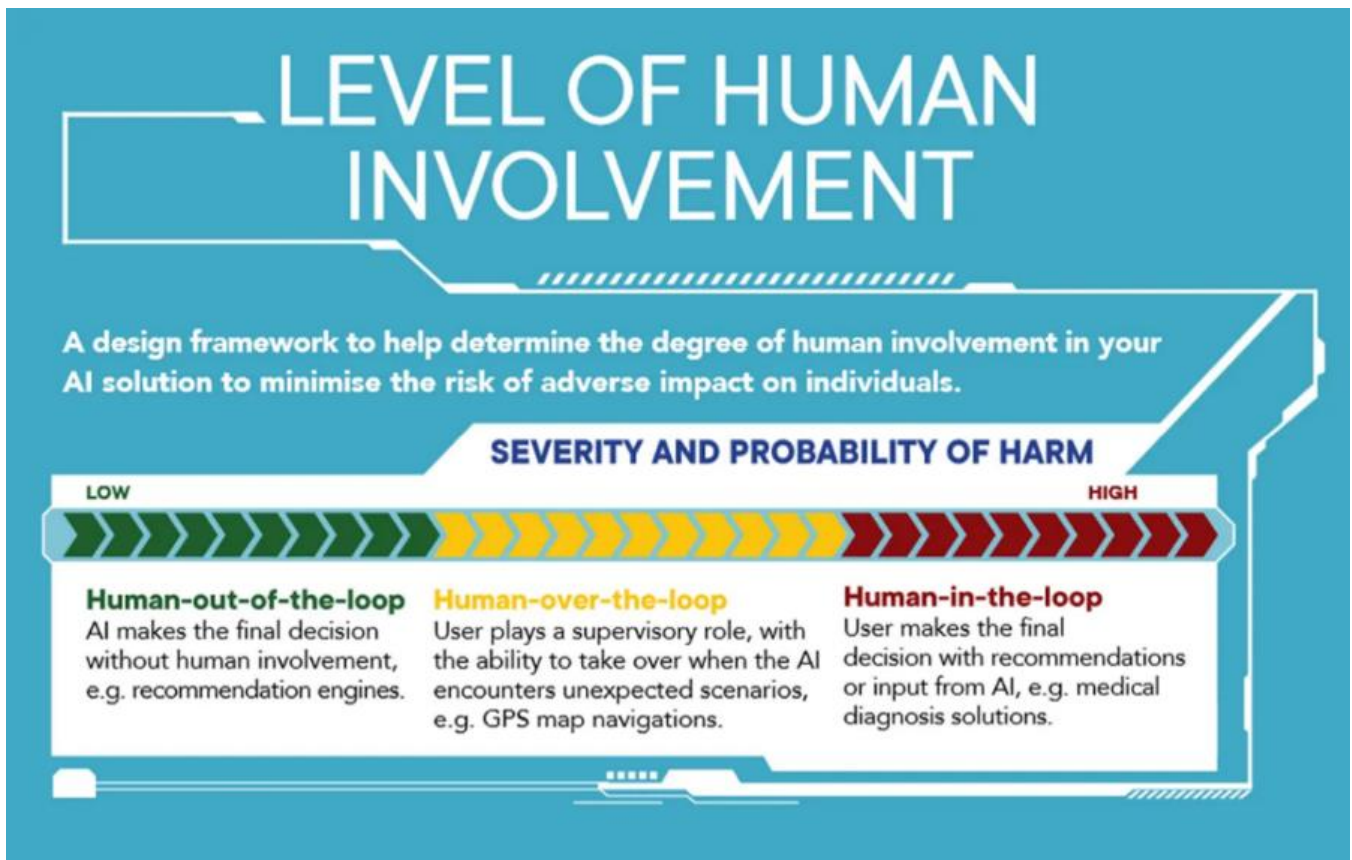 LEVEL OF HUMAN
INVOLVEMENT
A design framework to help determine the degree of human involvement in your
AI solution to minimise the risk of adverse impact on individuals.
SEVERITY AND PROBABILITY OF HARM
LOW
HIGH
Human-out-of-the-loop
AI makes the final decision
without human involvement,
e.g. recommendation engines.
Human-over-the-loop
User plays a supervisory role, with
the ability to take over when the AI
encounters unexpected scenarios,
e.g. GPS map navigations.
Human-in-the-loop
User makes the final
decision with recommendations
or input from AI, e.g. medical
diagnosis solutions.